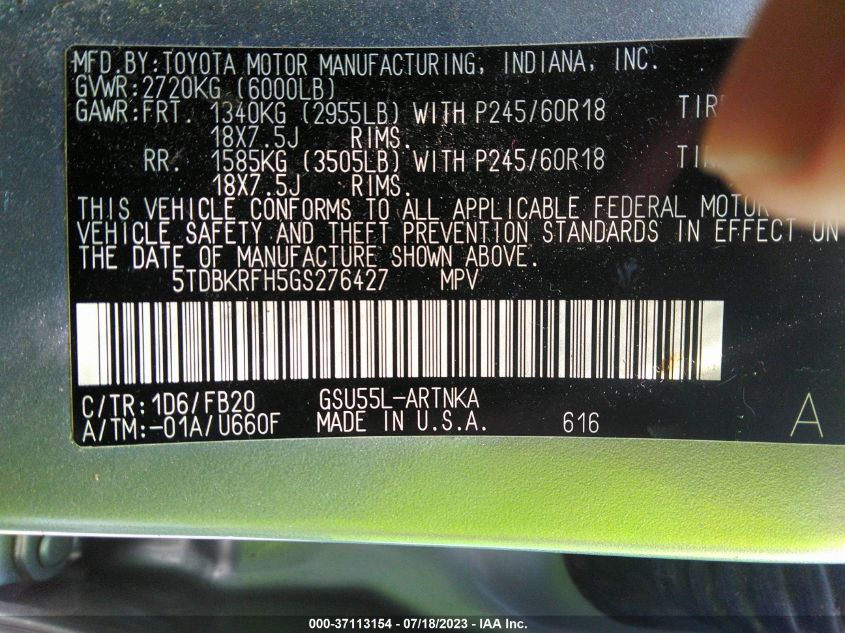 MFD.BY:TOYOTA MOTOR MANUFACTURING, INDIANA, INC.
GVWR:2720KG (6000LB)
GAWR:FRT. 1340KG (2955LB) WITH P245/60R18
18X7.5J RIMS.
RR. 1585KG (3505LB) WITH P245/60R18
18X7.5J RIMS.
THIS VEHICLE CONFORMS TO ALL APPLICABLE FEDERAL MOTOR
VEHICLE SAFETY AND THEFT PREVENTION STANDARDS IN EFFECT ON
THE DATE OF MANUFACTURE SHOWN ABOVE.
5TDBKRFH5GS276427 MPV
C/TR:1D6/FB20 GSU55L-ARTNKA
A/TM:-01A/U660F MADE IN U.S.A. 616 A
000-37113154 - 07/18/2023 - IAA Inc.